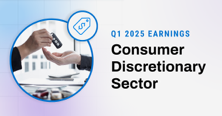 Q1 2025 EARNINGS
Consumer
Discretionary
Sector